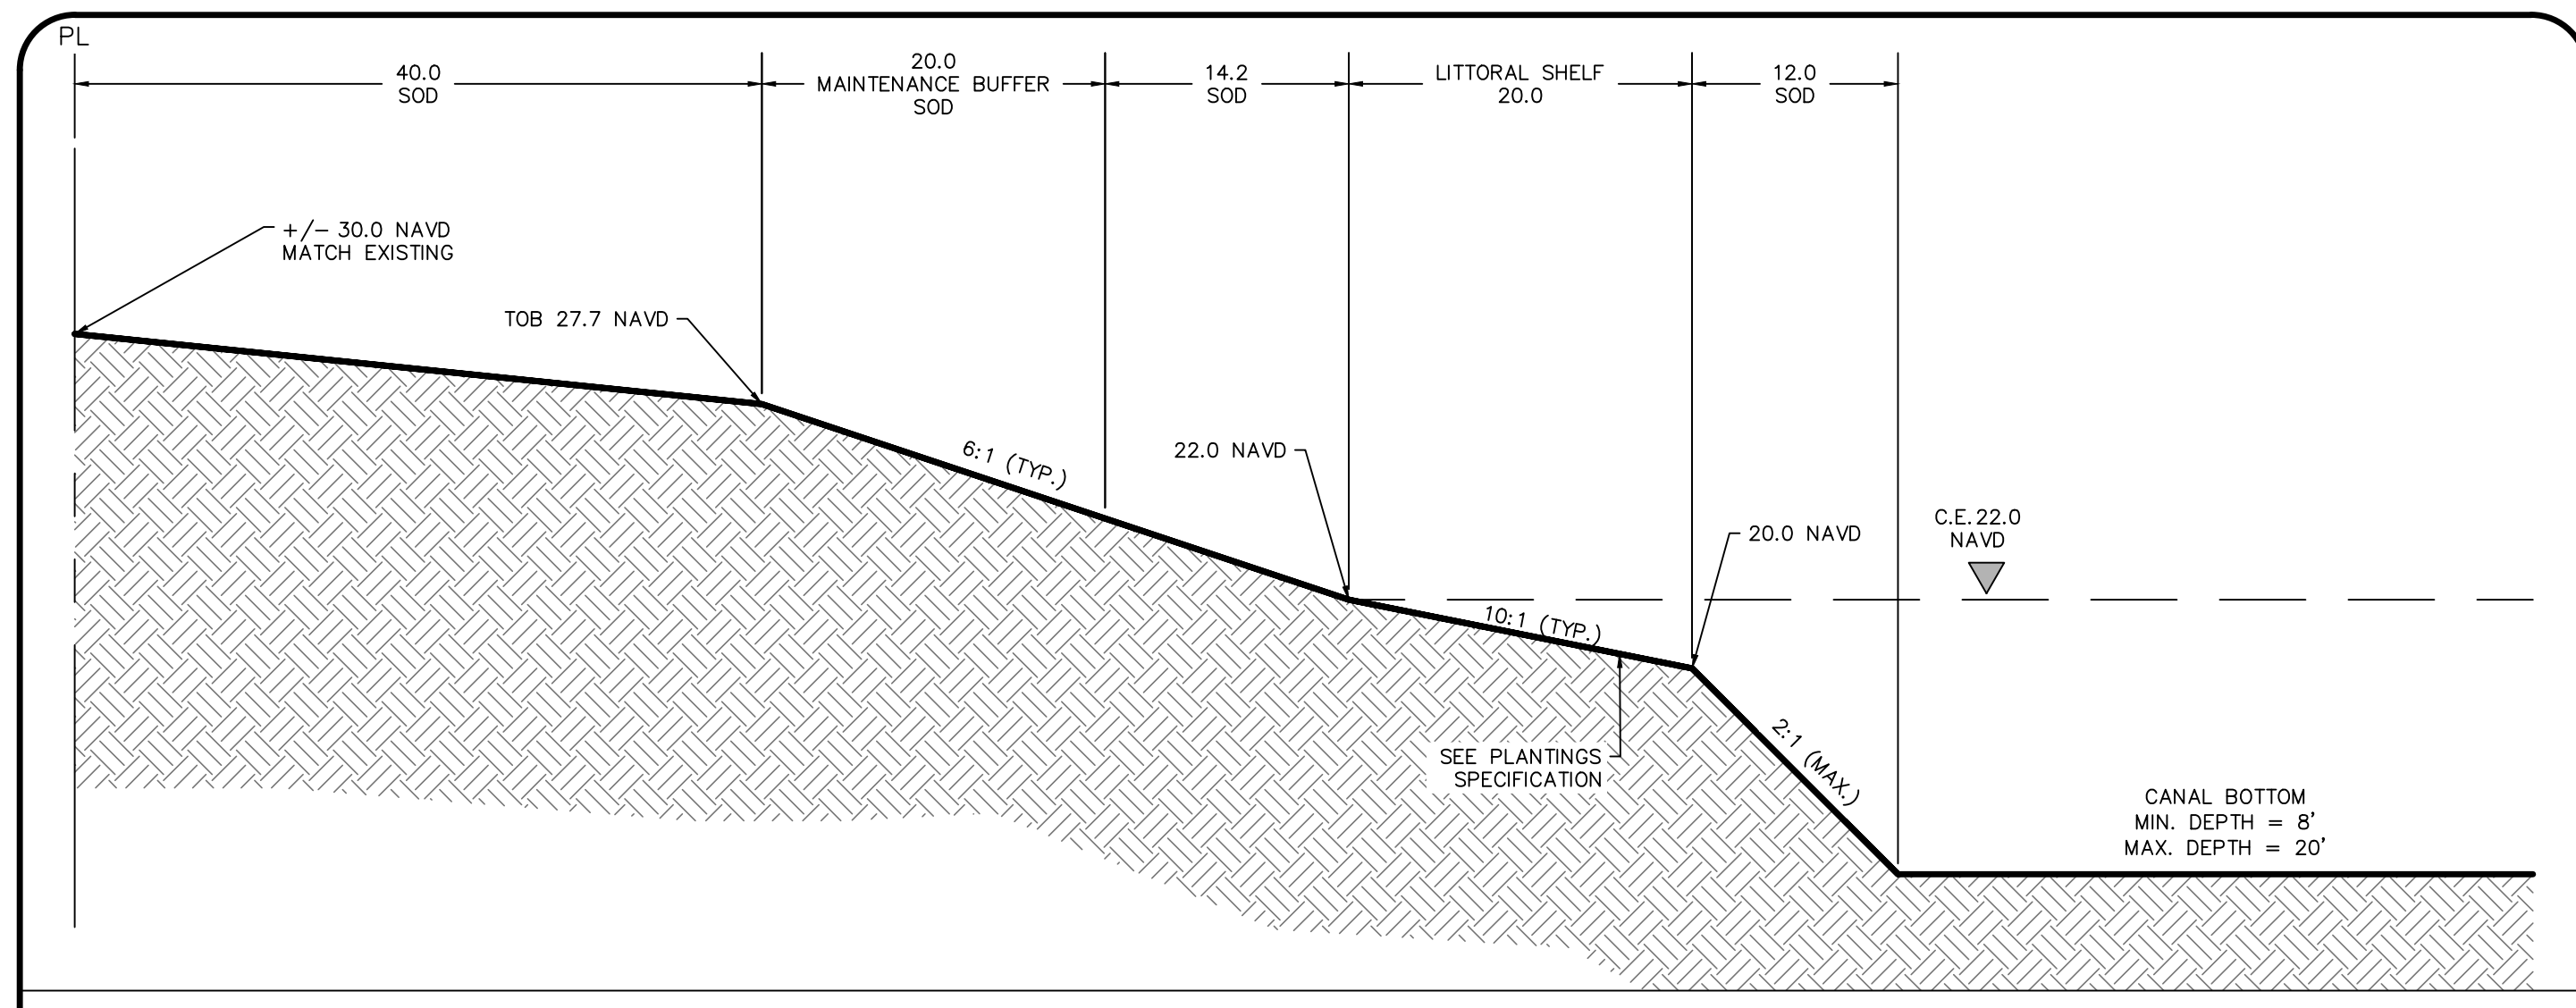 PL
40.0
SOD
20.0
MAINTENANCE BUFFER
SOD
14.2
SOD
LITTORAL SHELF
20.0
12.0
SOD
+/- 30.0 NAVD
MATCH EXISTING
TOB 27.7 NAVD
6:1 (TYP.)
22.0 NAVD
20.0 NAVD
C.E. 22.0
NAVD
10:1 (TYP.)
SEE PLANTINGS
SPECIFICATION
2:1 (MAX.)
CANAL BOTTOM
MIN. DEPTH = 8'
MAX. DEPTH = 20'